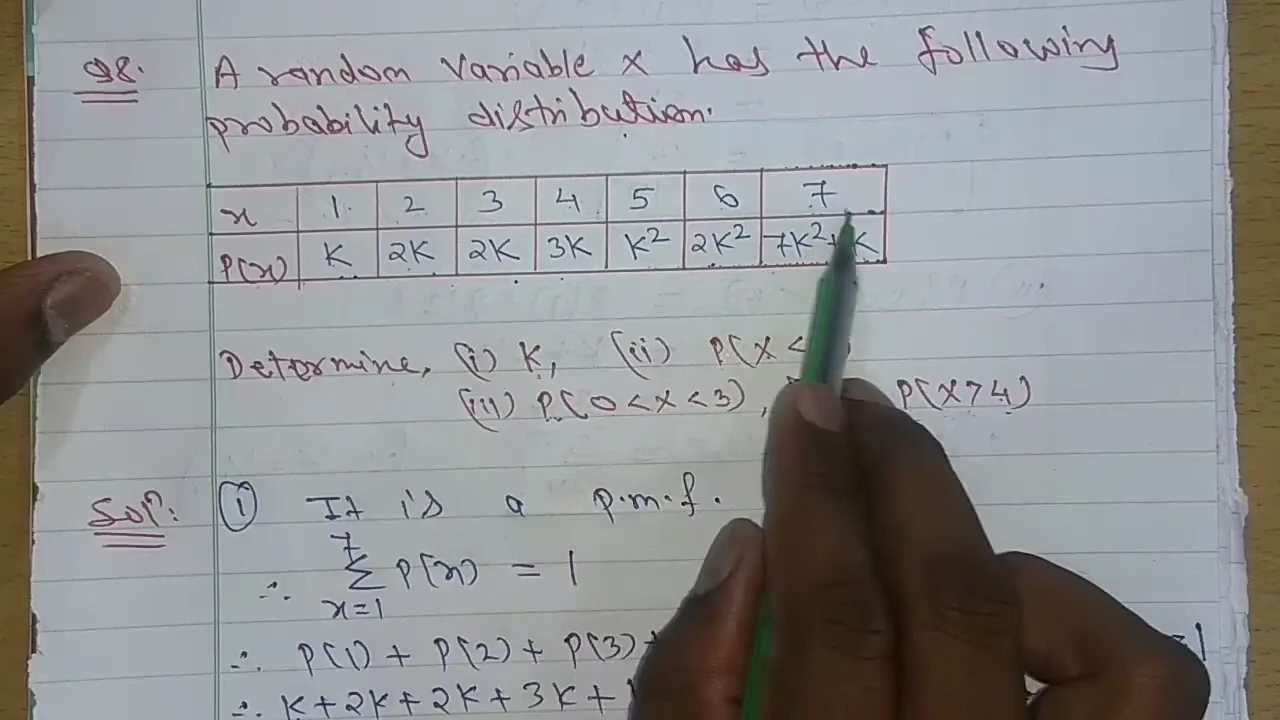 Q8. A random variable x has the following
probability distribution.
x 1 2 3 4 5 6 7
P(x) K 2K 2K 3K K² 2K² 7K²+K
Determine, (i) K, (ii) P(X <
(iii) P(0<X<3), P(X>4)
Solⁿ: (i) It is a p.m.f.
∴ 7∑x=1 P(x) = 1
∴ P(1) + P(2) + P(3) + =1
∴ K+2K+2K+3K+